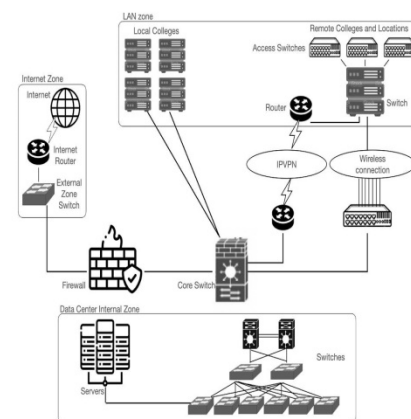 LAN zone
Local Colleges
Remote Colleges and Locations
Access Switches
Switch
Router
Internet Zone
Internet
Internet
Router
External
Zone
Switch
IPVPN
Wireless
connection
Firewall
Core Switch
Data Center Internal Zone
Switches
Servers